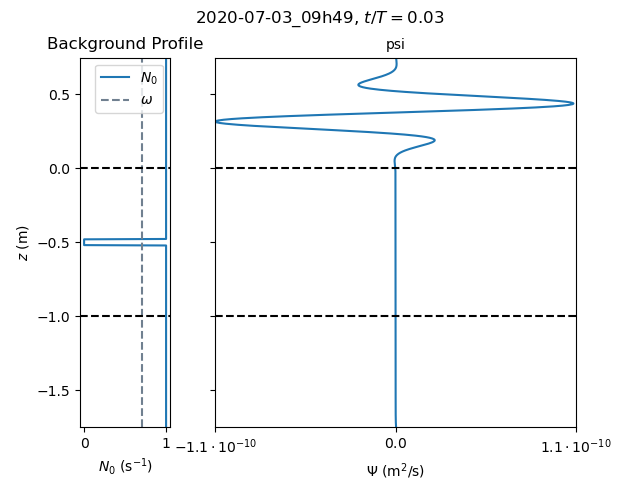 2020-07-03_09h49, t/T = 0.03
Background Profile
psi
N₀
ω
0.5
0.0
−0.5
−1.0
−1.5
z (m)
0
1
−1.1 · 10⁻¹⁰
0.0
1.1 · 10⁻¹⁰
N₀ (s⁻¹)
Ψ (m²/s)